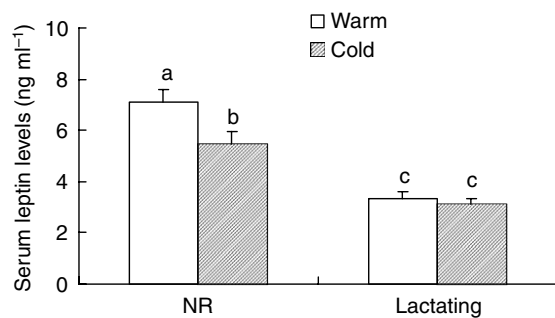 Warm
Cold
Serum leptin levels (ng ml⁻¹)
10
8
6
4
2
0
a
b
c
c
NR
Lactating